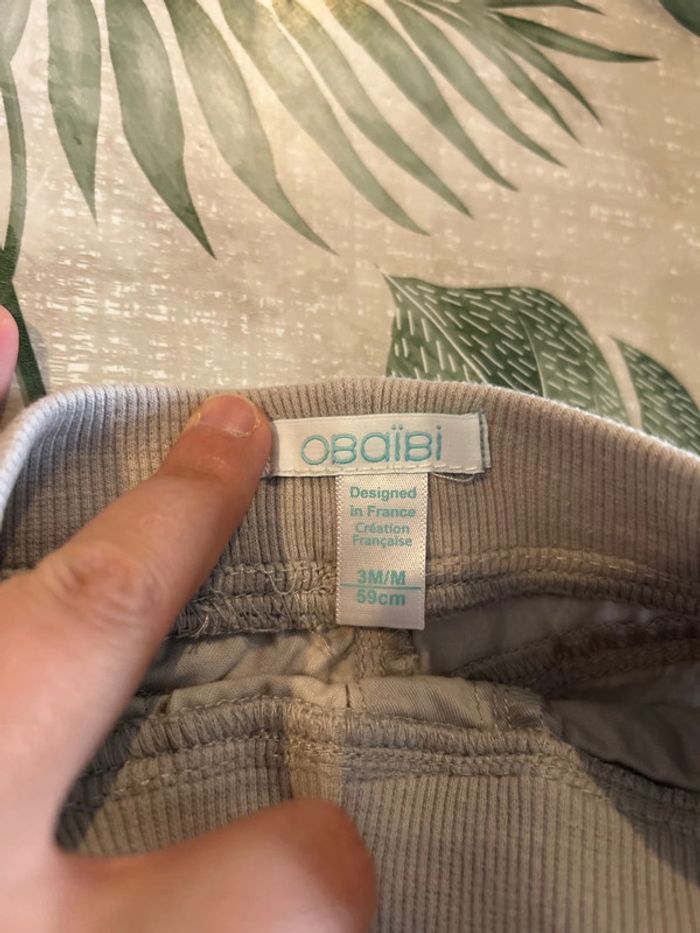 OBaïBi
Designed
in France
Création
Française
3M/M
59cm